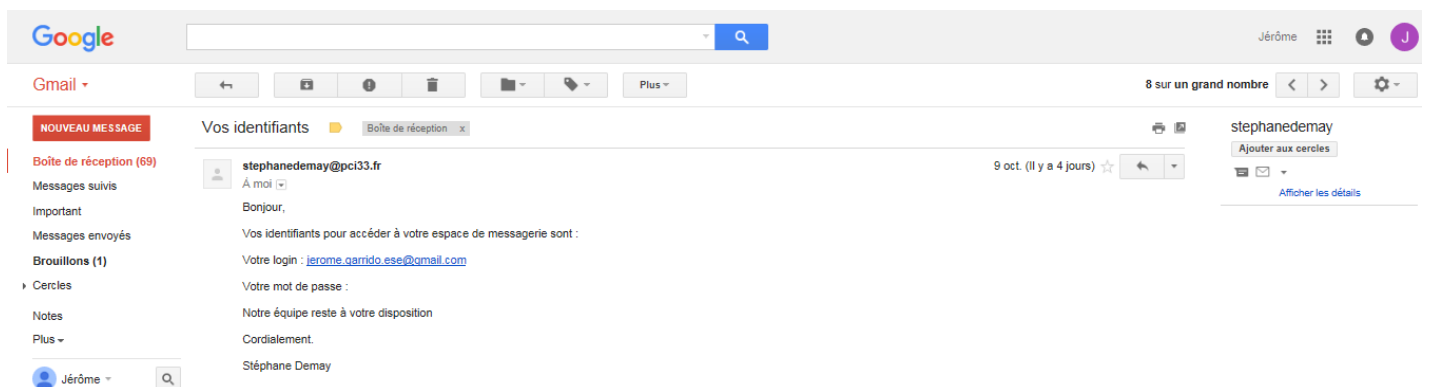 Google
Jérôme
J
Gmail
Plus
8 sur un grand nombre
NOUVEAU MESSAGE
Boîte de réception (69)
Messages suivis
Important
Messages envoyés
Brouillons (1)
Cercles
Notes
Plus
Jérôme
Vos identifiants
Boîte de réception x
stephanedemay@pci33.fr
9 oct. (Il y a 4 jours)
À moi
Bonjour,
Vos identifiants pour accéder à votre espace de messagerie sont :
Votre login : jerome.garrido.ese@gmail.com
Votre mot de passe :
Notre équipe reste à votre disposition
Cordialement.
Stéphane Demay
stephanedemay
Ajouter aux cercles
Afficher les détails